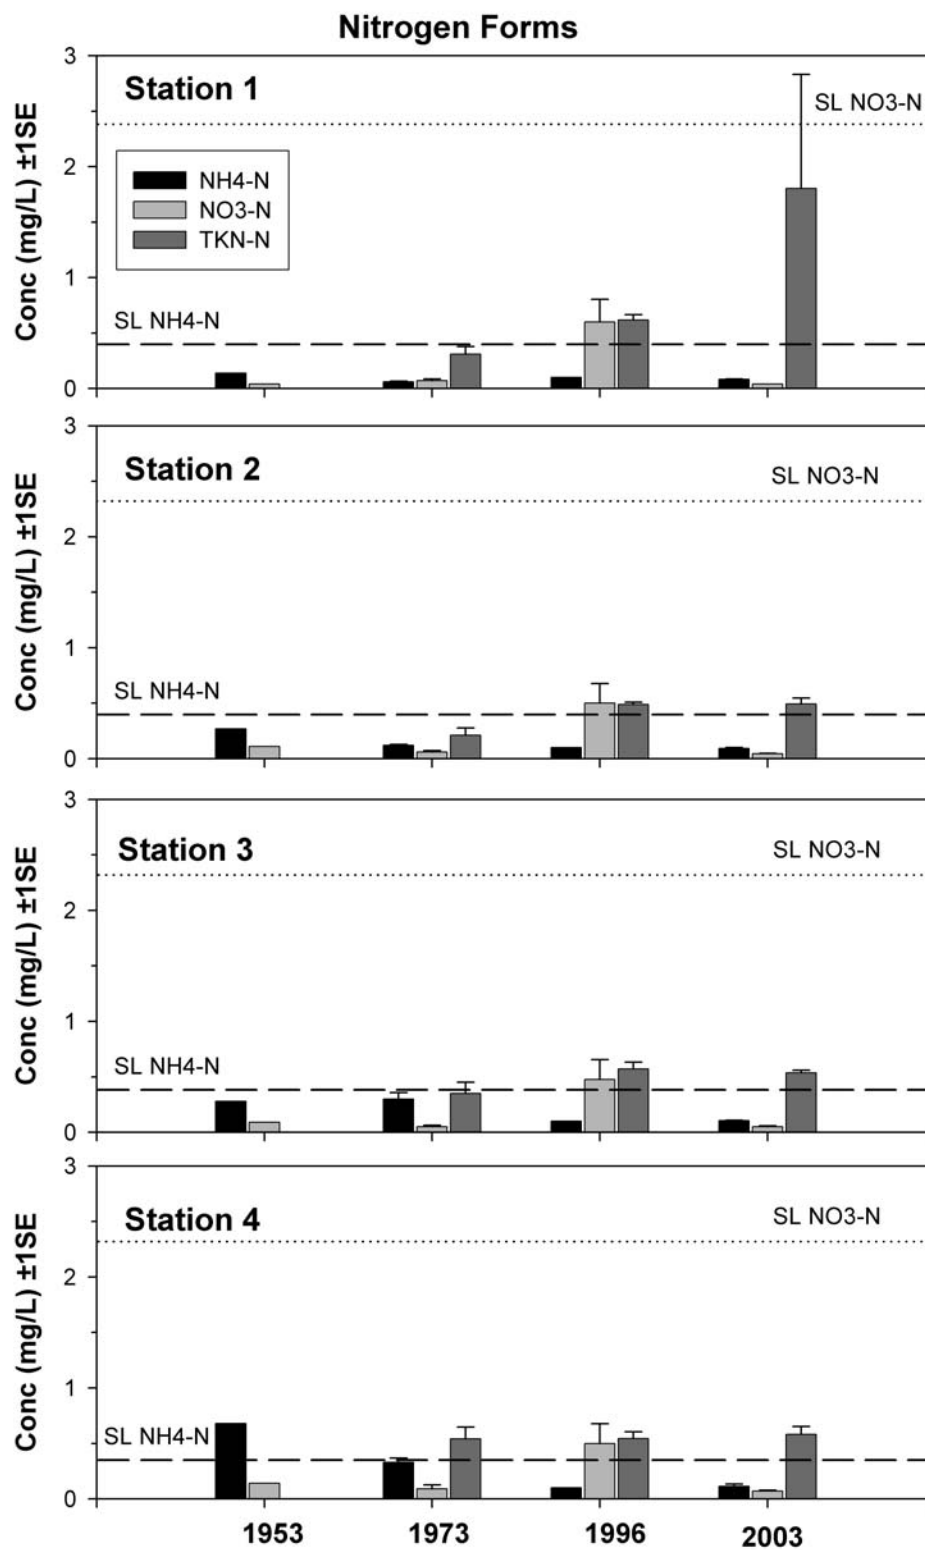 Nitrogen Forms
3
Station 1
SL NO3-N
2
NH4-N
NO3-N
TKN-N
1
SL NH4-N
0
Conc (mg/L) ±1SE
3
Station 2
SL NO3-N
2
1
SL NH4-N
0
Conc (mg/L) ±1SE
3
Station 3
SL NO3-N
2
1
SL NH4-N
0
Conc (mg/L) ±1SE
3
Station 4
SL NO3-N
2
1
SL NH4-N
0
Conc (mg/L) ±1SE
1953 1973 1996 2003